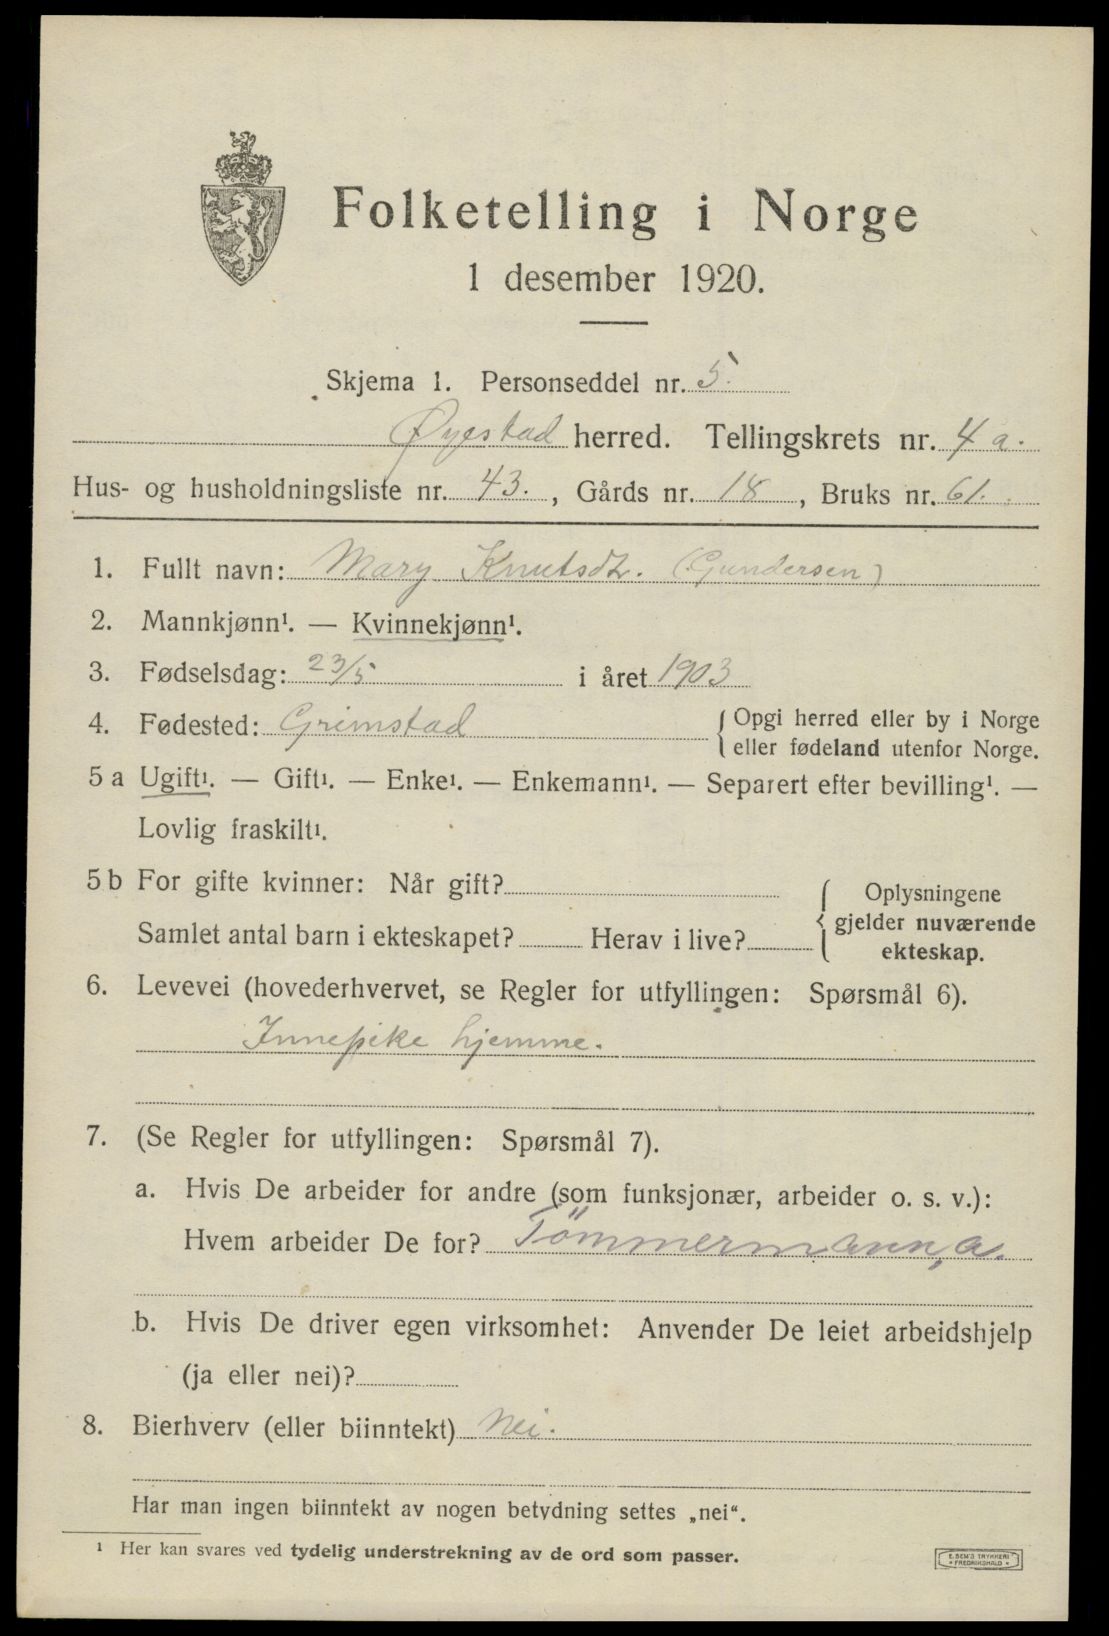 Folketelling i Norge
1 desember 1920.
Skjema 1. Personseddel nr. 5.
Øyestad herred. Tellingskrets nr. 4 a.
Hus- og husholdningsliste nr. 43., Gårds nr. 18, Bruks nr. 61.
1. Fullt navn: Mary Knutsdt. (Gundersen)
2. Mannkjønn¹. — Kvinnekjønn¹.
3. Fødselsdag: 23/5 i året 1903
4. Fødested: Grimstad { Opgi herred eller by i Norge
eller fødeland utenfor Norge.
5 a Ugift¹. — Gift¹. — Enke¹. — Enkemann¹. — Separert efter bevilling¹. —
Lovlig fraskilt¹.
5 b For gifte kvinner: Når gift?
Samlet antal barn i ekteskapet? Herav i live?
{ Oplysningene
gjelder nuværende
ekteskap.
6. Levevei (hovederhvervet, se Regler for utfyllingen: Spørsmål 6).
Innepike hjemme.
7. (Se Regler for utfyllingen: Spørsmål 7).
a. Hvis De arbeider for andre (som funksjonær, arbeider o. s. v.):
Hvem arbeider De for? Tömmermann, a.
b. Hvis De driver egen virksomhet: Anvender De leiet arbeidshjelp
(ja eller nei)?
8. Bierhverv (eller biinntekt) Nei.
Har man ingen biinntekt av nogen betydning settes „nei“.
¹ Her kan svares ved tydelig understrekning av de ord som passer.
E. SEM'S TRYKKERI
* FREDRIKSHALD *